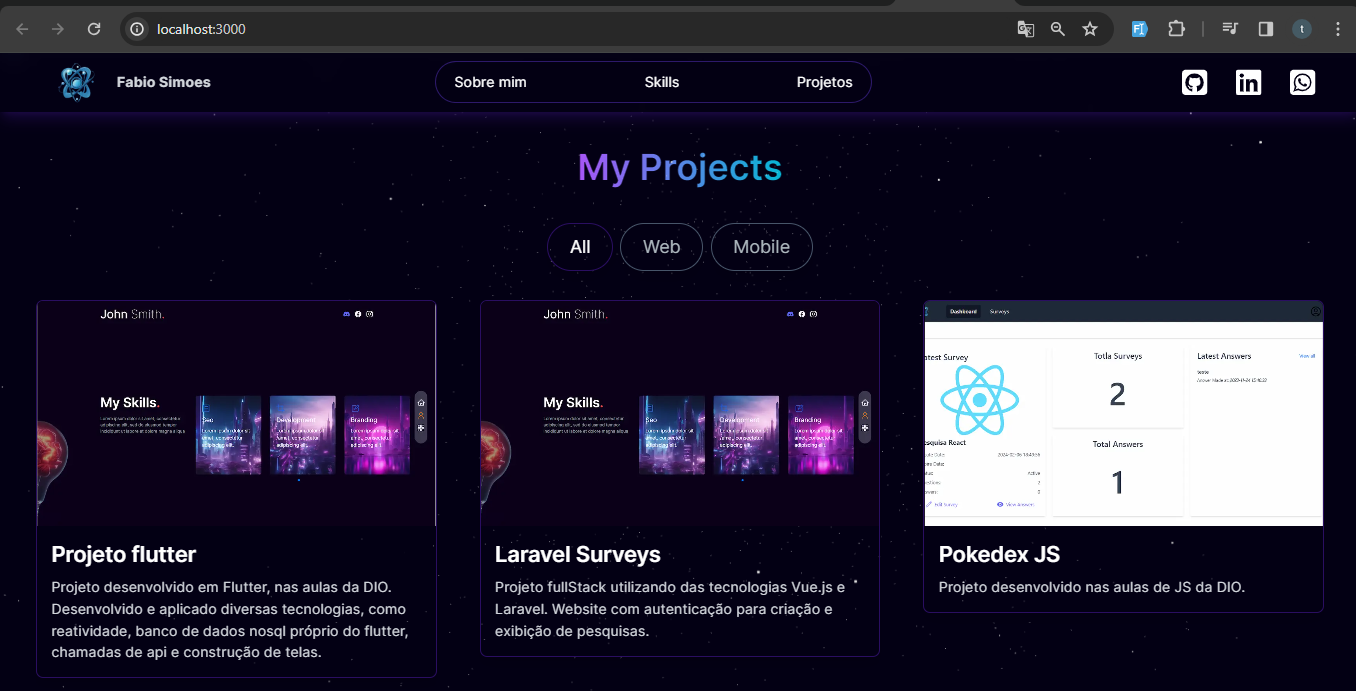 localhost:3000
t
Fabio Simoes
Sobre mim
Skills
Projetos
My Projects
All
Web
Mobile
John Smith.
My Skills.
Seo
Development
Branding
Projeto flutter
Projeto desenvolvido em Flutter, nas aulas da DIO.
Desenvolvido e aplicado diversas tecnologias, como
reatividade, banco de dados nosql próprio do flutter,
chamadas de api e construção de telas.
John Smith.
My Skills.
Seo
Development
Branding
Laravel Surveys
Projeto fullStack utilizando das tecnologias Vue.js e
Laravel. Website com autenticação para criação e
exibição de pesquisas.
Dashboard
Surveys
atest Survey
esquisa React
Active
Edit Survey
View Answers
Totla Surveys
2
Total Answers
1
Latest Answers
View all
teste
Pokedex JS
Projeto desenvolvido nas aulas de JS da DIO.